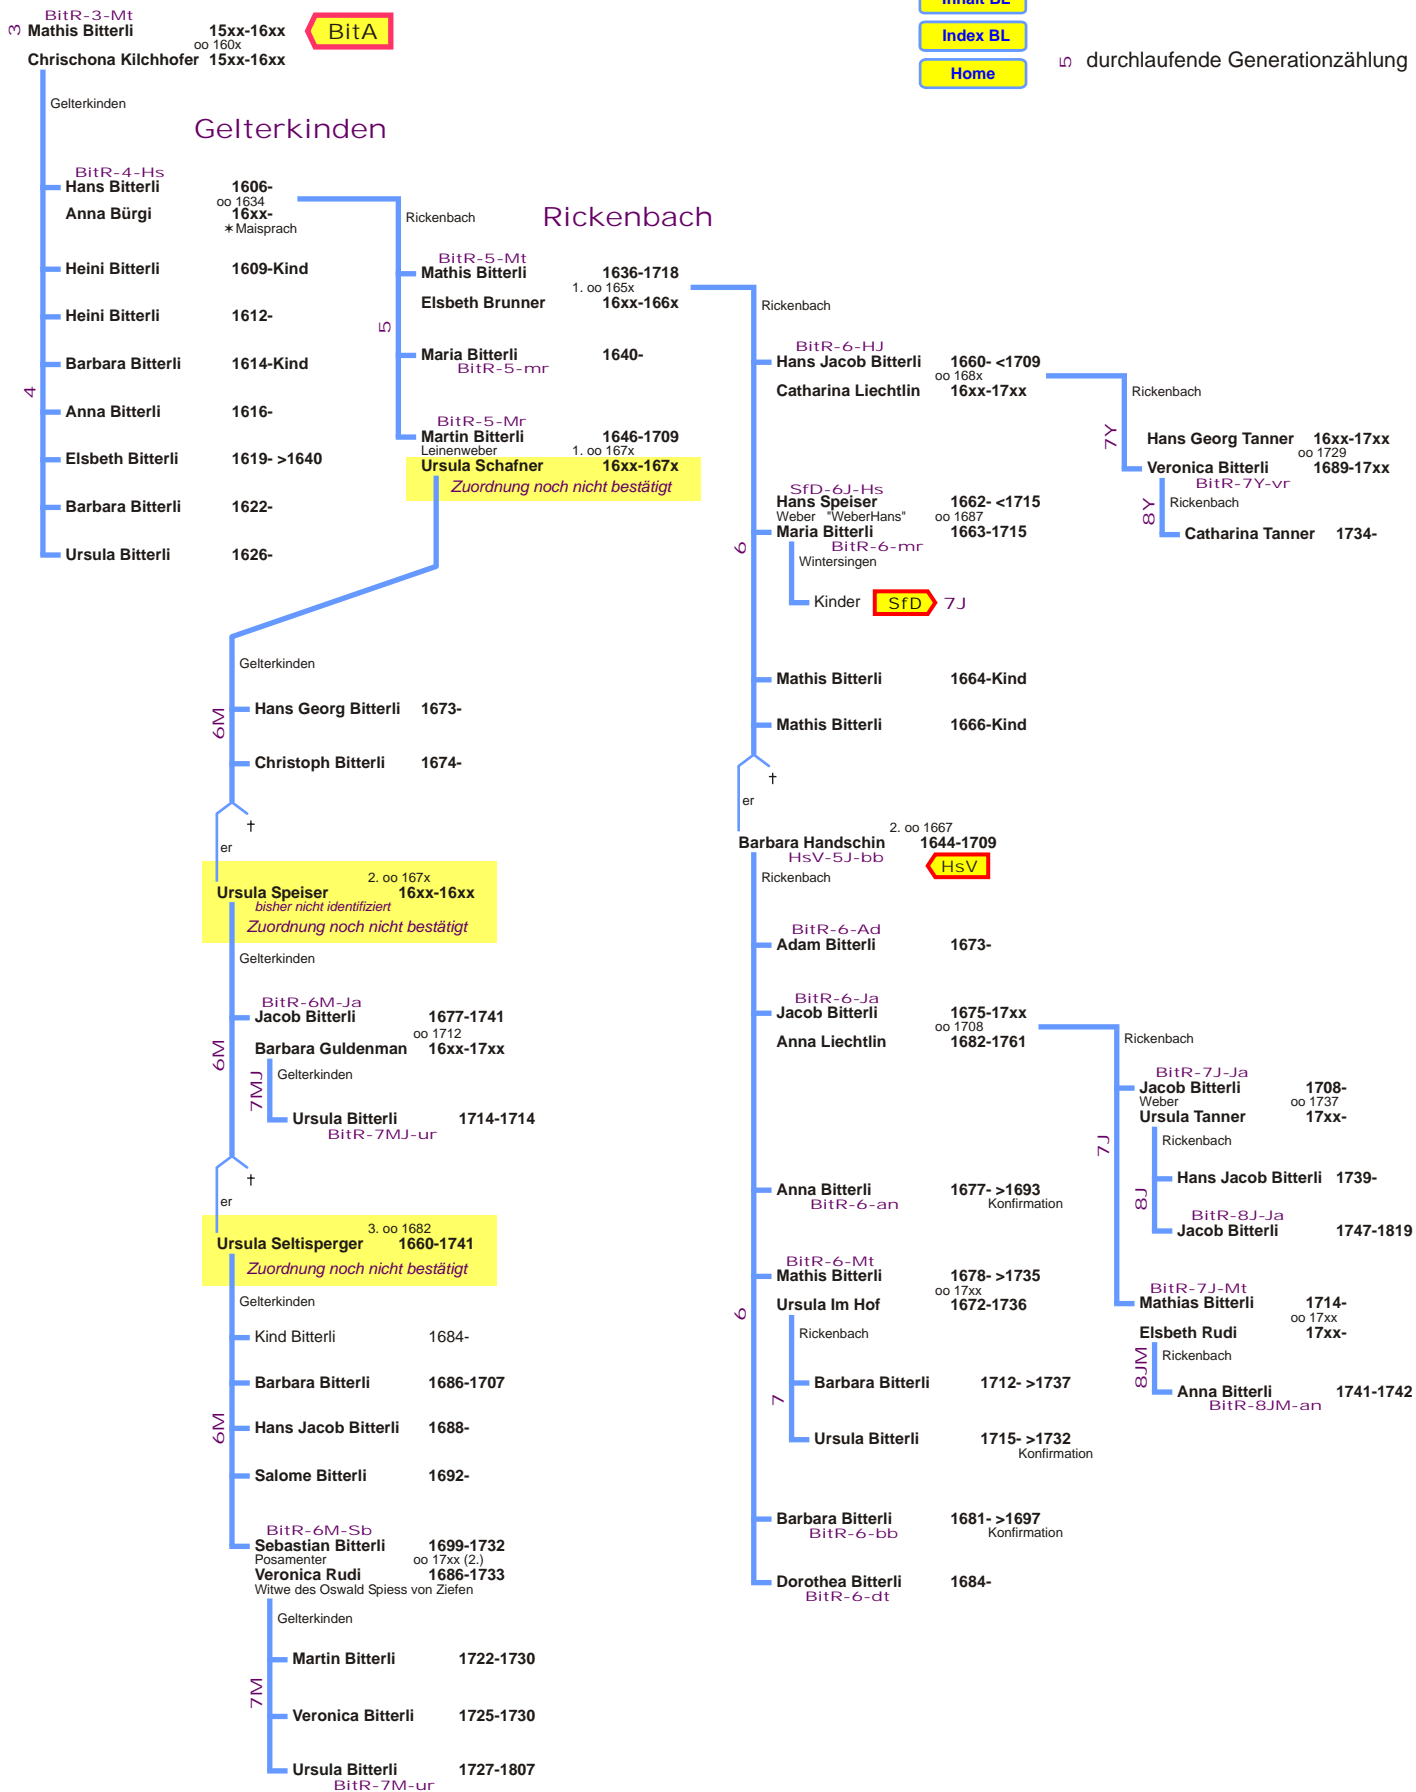 BitR-3-Mt
3 Mathis Bitterli 15xx-16xx
BitA
oo 160x
Chrischona Kilchhofer 15xx-16xx
Inhalt BL
Index BL
Home
5 durchlaufende Generationzählung
Gelterkinden
Gelterkinden
BitR-4-Hs
Hans Bitterli 1606-
oo 1634
Anna Bürgi 16xx-
✶Maisprach
Heini Bitterli 1609-Kind
Heini Bitterli 1612-
Barbara Bitterli 1614-Kind
4
Anna Bitterli 1616-
Elsbeth Bitterli 1619- >1640
Barbara Bitterli 1622-
Ursula Bitterli 1626-
Rickenbach
Rickenbach
BitR-5-Mt
Mathis Bitterli 1636-1718
1. oo 165x
Elsbeth Brunner 16xx-166x
5
Maria Bitterli 1640-
BitR-5-mr
BitR-5-Mr
Martin Bitterli 1646-1709
Leinenweber 1. oo 167x
Ursula Schafner 16xx-167x
Zuordnung noch nicht bestätigt
Gelterkinden
6M
Hans Georg Bitterli 1673-
Christoph Bitterli 1674-
†
er
2. oo 167x
Ursula Speiser 16xx-16xx
bisher nicht identifiziert
Zuordnung noch nicht bestätigt
Gelterkinden
BitR-6M-Ja
Jacob Bitterli 1677-1741
oo 1712
Barbara Guldenman 16xx-17xx
6M
Gelterkinden
7MJ
Ursula Bitterli 1714-1714
BitR-7MJ-ur
†
er
3. oo 1682
Ursula Seltisperger 1660-1741
Zuordnung noch nicht bestätigt
Gelterkinden
Kind Bitterli 1684-
Barbara Bitterli 1686-1707
6M
Hans Jacob Bitterli 1688-
Salome Bitterli 1692-
BitR-6M-Sb
Sebastian Bitterli 1699-1732
Posamenter oo 17xx (2.)
Veronica Rudi 1686-1733
Witwe des Oswald Spiess von Ziefen
Gelterkinden
Martin Bitterli 1722-1730
7M
Veronica Bitterli 1725-1730
Ursula Bitterli 1727-1807
BitR-7M-ur
Rickenbach
BitR-6-HJ
Hans Jacob Bitterli 1660- <1709
oo 168x
Catharina Liechtlin 16xx-17xx
SfD-6J-Hs
Hans Speiser 1662- <1715
Weber "WeberHans" oo 1687
Maria Bitterli 1663-1715
BitR-6-mr
6
Wintersingen
Kinder SfD 7J
Mathis Bitterli 1664-Kind
Mathis Bitterli 1666-Kind
†
er
2. oo 1667
Barbara Handschin 1644-1709
HsV-5J-bb
HsV
Rickenbach
BitR-6-Ad
Adam Bitterli 1673-
BitR-6-Ja
Jacob Bitterli 1675-17xx
oo 1708
Anna Liechtlin 1682-1761
Anna Bitterli 1677- >1693
BitR-6-an Konfirmation
BitR-6-Mt
Mathis Bitterli 1678- >1735
oo 17xx
Ursula Im Hof 1672-1736
6
Rickenbach
Barbara Bitterli 1712- >1737
7
Ursula Bitterli 1715- >1732
Konfirmation
Barbara Bitterli 1681- >1697
BitR-6-bb Konfirmation
Dorothea Bitterli 1684-
BitR-6-dt
Rickenbach
7Y
Hans Georg Tanner 16xx-17xx
oo 1729
Veronica Bitterli 1689-17xx
BitR-7Y-vr
Rickenbach
8Y
Catharina Tanner 1734-
Rickenbach
BitR-7J-Ja
Jacob Bitterli 1708-
Weber oo 1737
Ursula Tanner 17xx-
7J
Rickenbach
Hans Jacob Bitterli 1739-
8J
BitR-8J-Ja
Jacob Bitterli 1747-1819
BitR-7J-Mt
Mathias Bitterli 1714-
oo 17xx
Elsbeth Rudi 17xx-
Rickenbach
8JM
Anna Bitterli 1741-1742
BitR-8JM-an